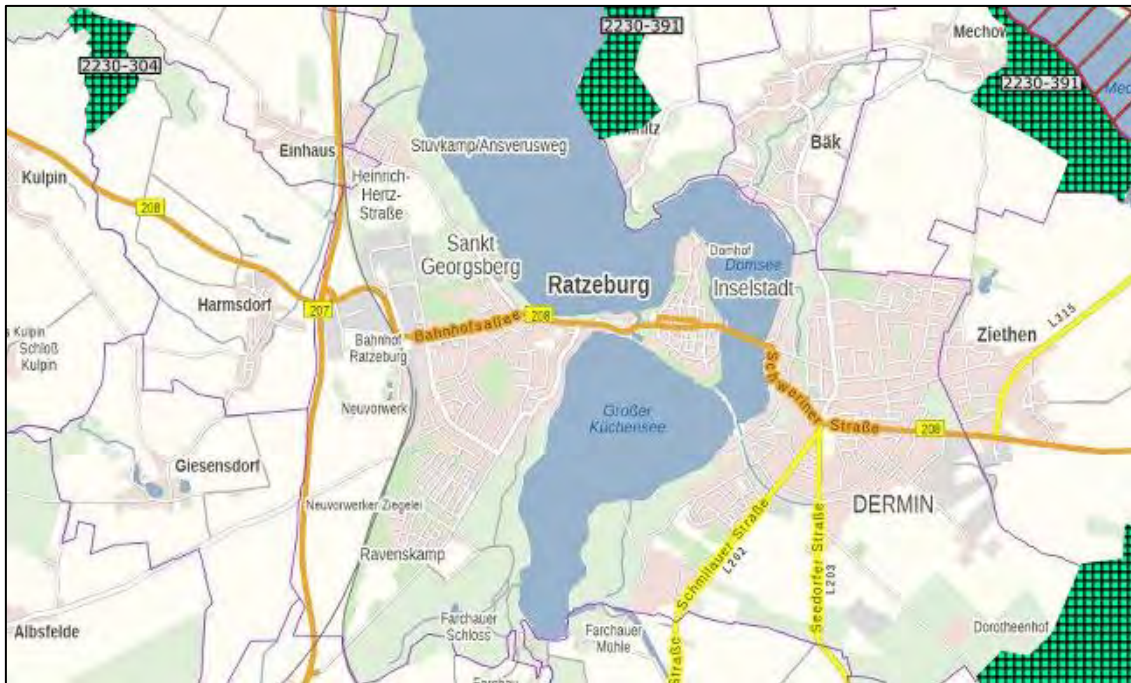 2230-391
Mechow
2230-304
2230-391
Einhaus
Stüvkamp/Ansverusweg
Bäk
Kulpin
Heinrich-
Hertz-
Straße
208
Sankt
Georgsberg
Domhof
Domsee
Ratzeburg
Inselstadt
Harmsdorf
207
208
L315
Bahnhofsallee
Ziethen
Kulpin
Schloß
Kulpin
Bahnhof
Ratzeburg
Schweriner Straße
Neuvorwerk
Großer
Küchensee
208
Giesensdorf
Neuvorwerker Ziegelei
DERMIN
Schmilauer Straße
L202
Seedorfer Straße
L203
Ravenskamp
Farchauer
Schloss
Farchauer
Mühle
Albsfelde
Dorotheenhof
Straße